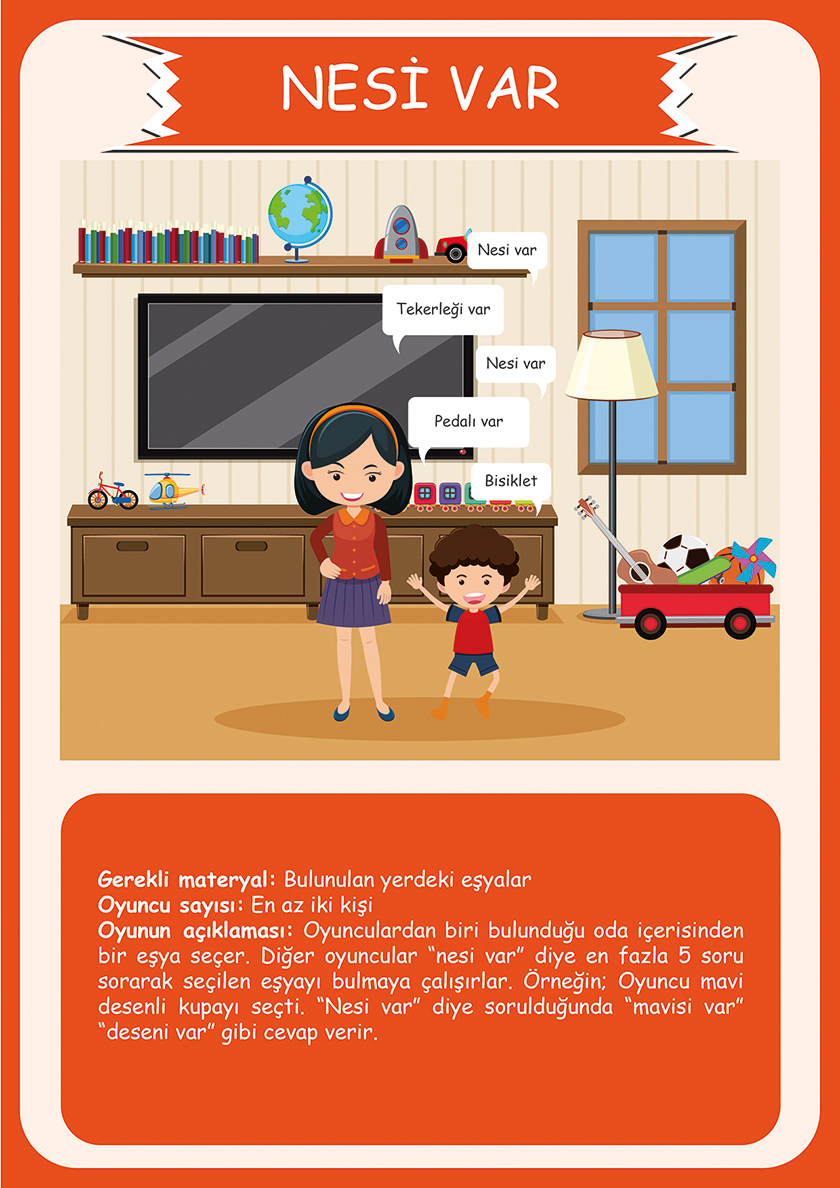 NESİ VAR
Nesi var
Tekerleği var
Nesi var
Pedalı var
Bisiklet
Gerekli materyal: Bulunulan yerdeki eşyalar
Oyuncu sayısı: En az iki kişi
Oyunun açıklaması: Oyunculardan biri bulunduğu oda içerisinden
bir eşya seçer. Diğer oyuncular “nesi var” diye en fazla 5 soru
sorarak seçilen eşyayı bulmaya çalışırlar. Örneğin; Oyuncu mavi
desenli kupayı seçti. “Nesi var” diye sorulduğunda “mavisi var”
“deseni var” gibi cevap verir.